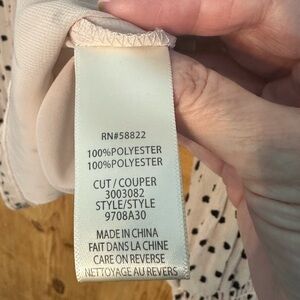 RN#58822
100%POLYESTER
100%POLYESTER
CUT / COUPER
3003082
STYLE/STYLE
9708A30
MADE IN CHINA
FAIT DANS LA CHINE
CARE ON REVERSE
NETTOYAGE AU REVERS